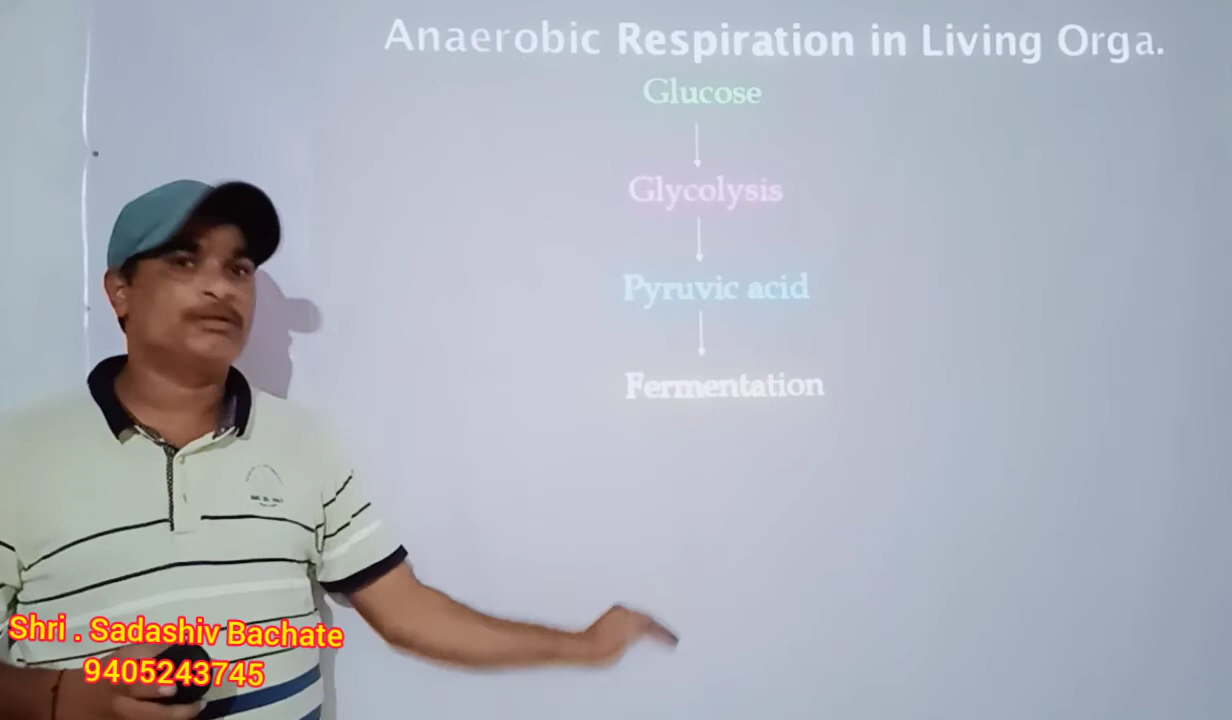 Anaerobic Respiration in Living Orga.
Glucose
Glycolysis
Pyruvic acid
Fermentation
Shri . Sadashiv Bachate
9405243745